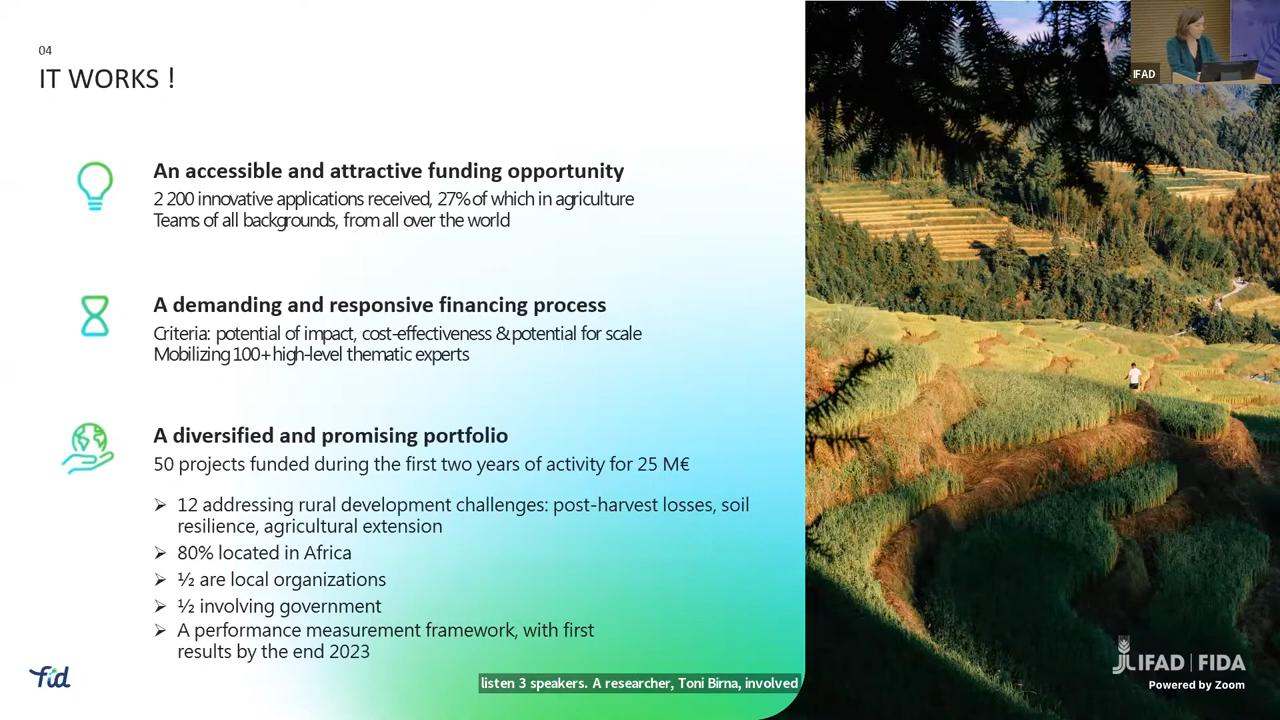 04
IT WORKS !
An accessible and attractive funding opportunity
2 200 innovative applications received, 27% of which in agriculture
Teams of all backgrounds, from all over the world
A demanding and responsive financing process
Criteria: potential of impact, cost-effectiveness & potential for scale
Mobilizing 100+ high-level thematic experts
A diversified and promising portfolio
50 projects funded during the first two years of activity for 25 M€
12 addressing rural development challenges: post-harvest losses, soil
resilience, agricultural extension
80% located in Africa
½ are local organizations
½ involving government
A performance measurement framework, with first
results by the end 2023
fid
listen 3 speakers. A researcher, Toni Birna, involved
IFAD
IFAD | FIDA
Powered by Zoom